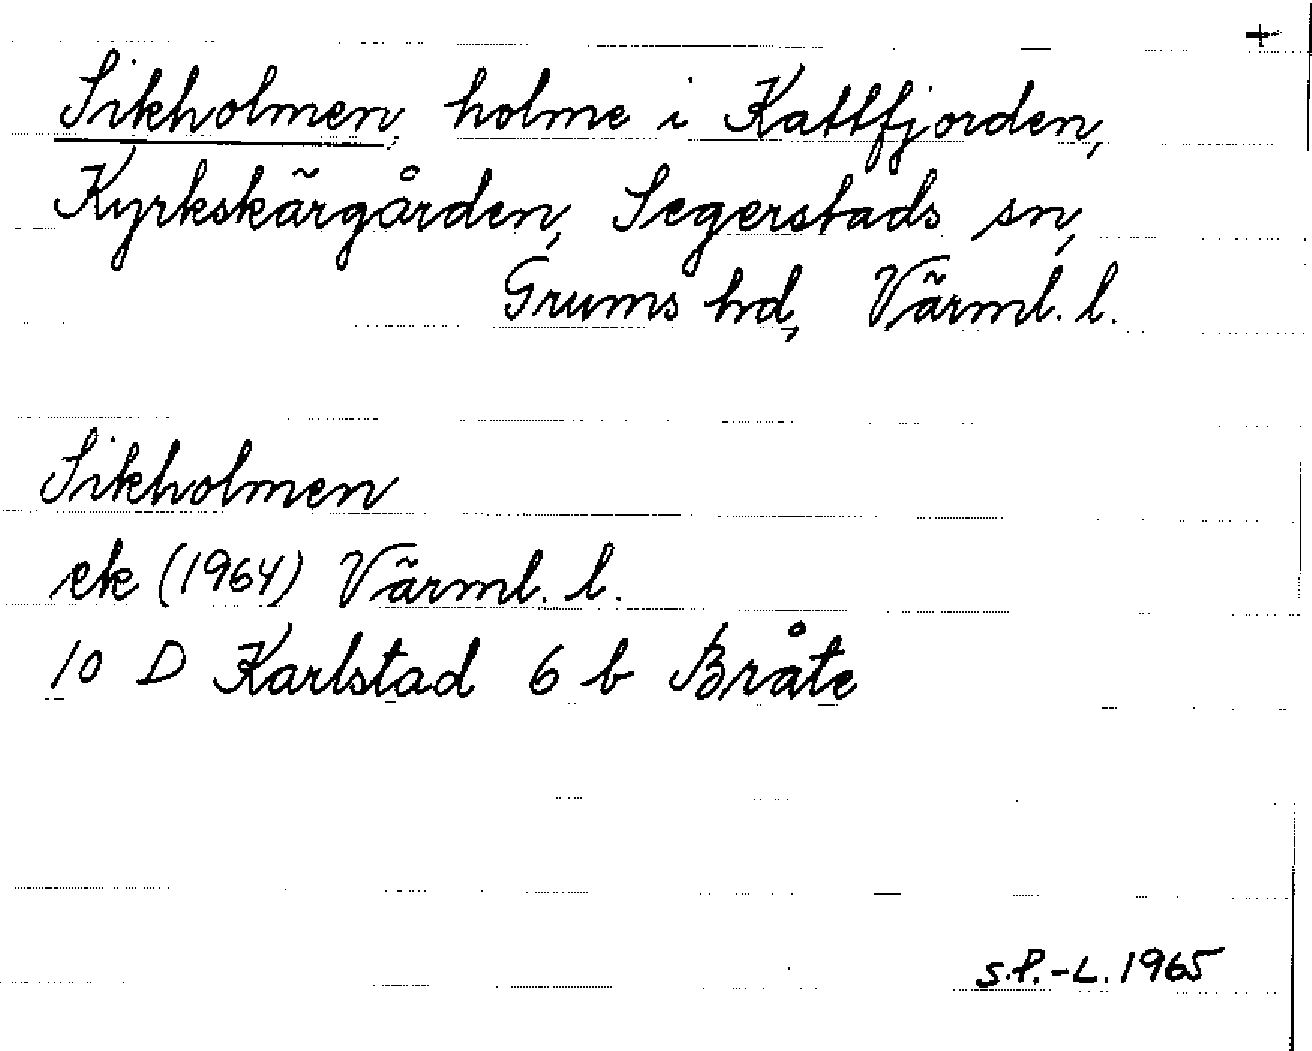 +
Sikholmen, holme i Kattfjorden,
Kyrkskärgården, Segerstads sn,
Grums hd, Värml. l.
Sikholmen
ek (1964) Värml. l.
10 D Karlstad 6 b Bråte
S.P.-L. 1965